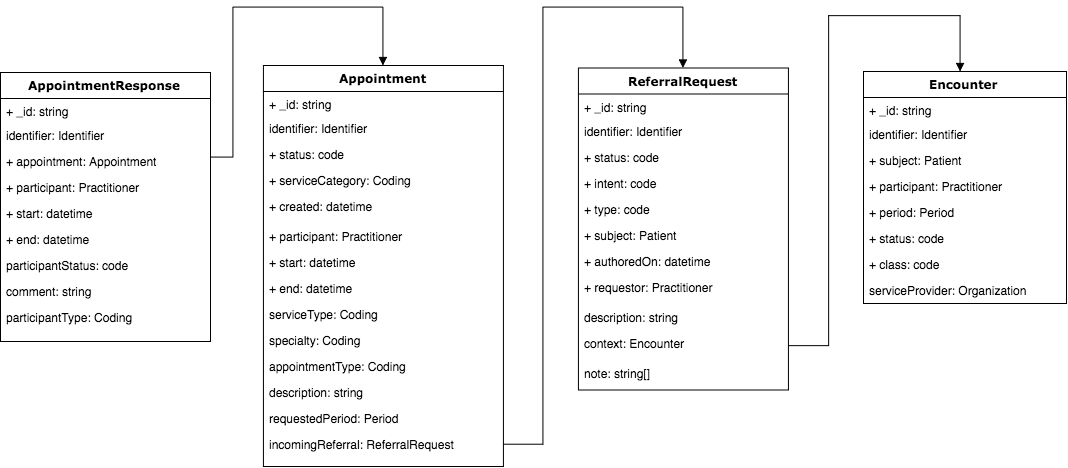 AppointmentResponse
+ _id: string
identifier: Identifier
+ appointment: Appointment
+ participant: Practitioner
+ start: datetime
+ end: datetime
participantStatus: code
comment: string
participantType: Coding
Appointment
+ _id: string
identifier: Identifier
+ status: code
+ serviceCategory: Coding
+ created: datetime
+ participant: Practitioner
+ start: datetime
+ end: datetime
serviceType: Coding
specialty: Coding
appointmentType: Coding
description: string
requestedPeriod: Period
incomingReferral: ReferralRequest
ReferralRequest
+ _id: string
identifier: Identifier
+ status: code
+ intent: code
+ type: code
+ subject: Patient
+ authoredOn: datetime
+ requestor: Practitioner
description: string
context: Encounter
note: string[]
Encounter
+ _id: string
identifier: Identifier
+ subject: Patient
+ participant: Practitioner
+ period: Period
+ status: code
+ class: code
serviceProvider: Organization